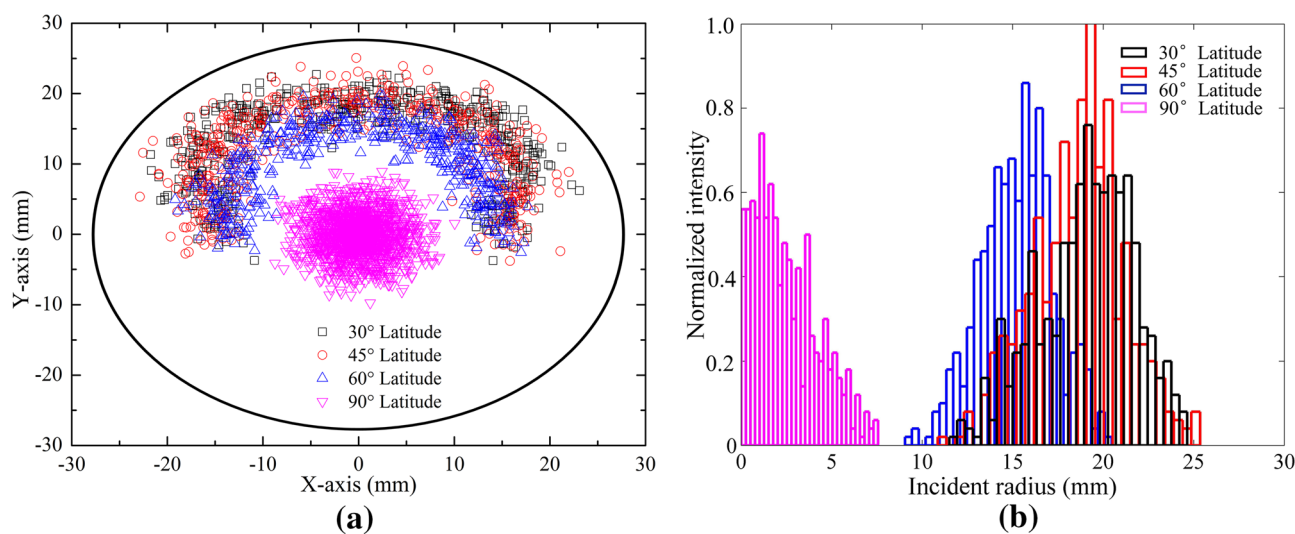 30
20
10
0
-10
-20
-30
Y-axis (mm)
30° Latitude
45° Latitude
60° Latitude
90° Latitude
-30 -20 -10 0 10 20 30
X-axis (mm)
(a)
1.0
0.8
0.6
0.4
0.2
0
Normalized intensity
30° Latitude
45° Latitude
60° Latitude
90° Latitude
0 5 10 15 20 25 30
Incident radius (mm)
(b)